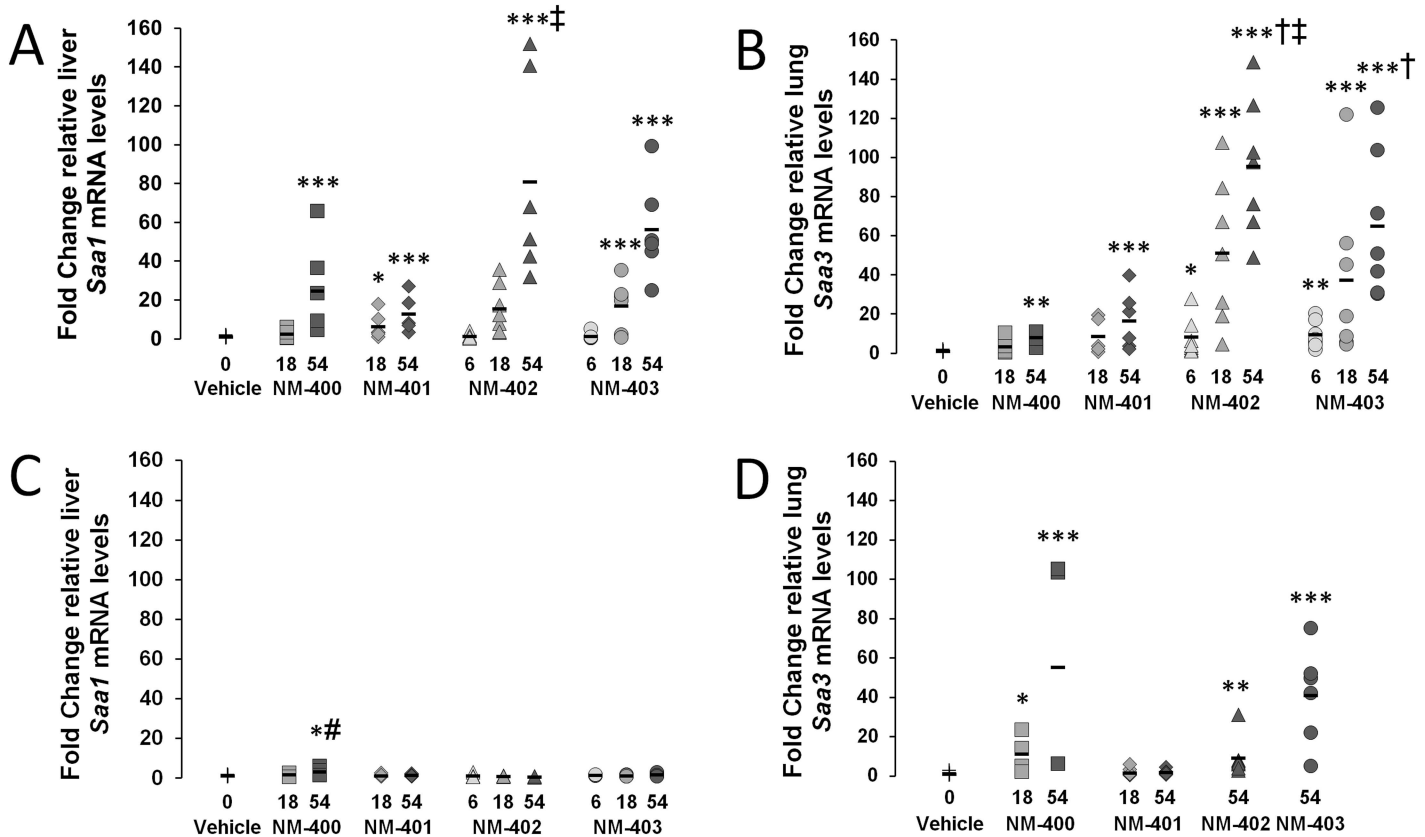 A
Fold Change relative liver
Saa1 mRNA levels
160
140
120
100
80
60
40
20
0
***
*
***
***‡
***
***
0
18 54
18 54
6 18 54
6 18 54
Vehicle
NM-400
NM-401
NM-402
NM-403
B
Fold Change relative lung
Saa3 mRNA levels
160
140
120
100
80
60
40
20
0
**
***
*
***
***†‡
**
***
***†
0
18 54
18 54
6 18 54
6 18 54
Vehicle
NM-400
NM-401
NM-402
NM-403
C
Fold Change relative liver
Saa1 mRNA levels
160
140
120
100
80
60
40
20
0
*#
0
18 54
18 54
6 18 54
6 18 54
Vehicle
NM-400
NM-401
NM-402
NM-403
D
Fold Change relative lung
Saa3 mRNA levels
160
140
120
100
80
60
40
20
0
*
***
**
***
0
18 54
18 54
54
54
Vehicle
NM-400
NM-401
NM-402
NM-403